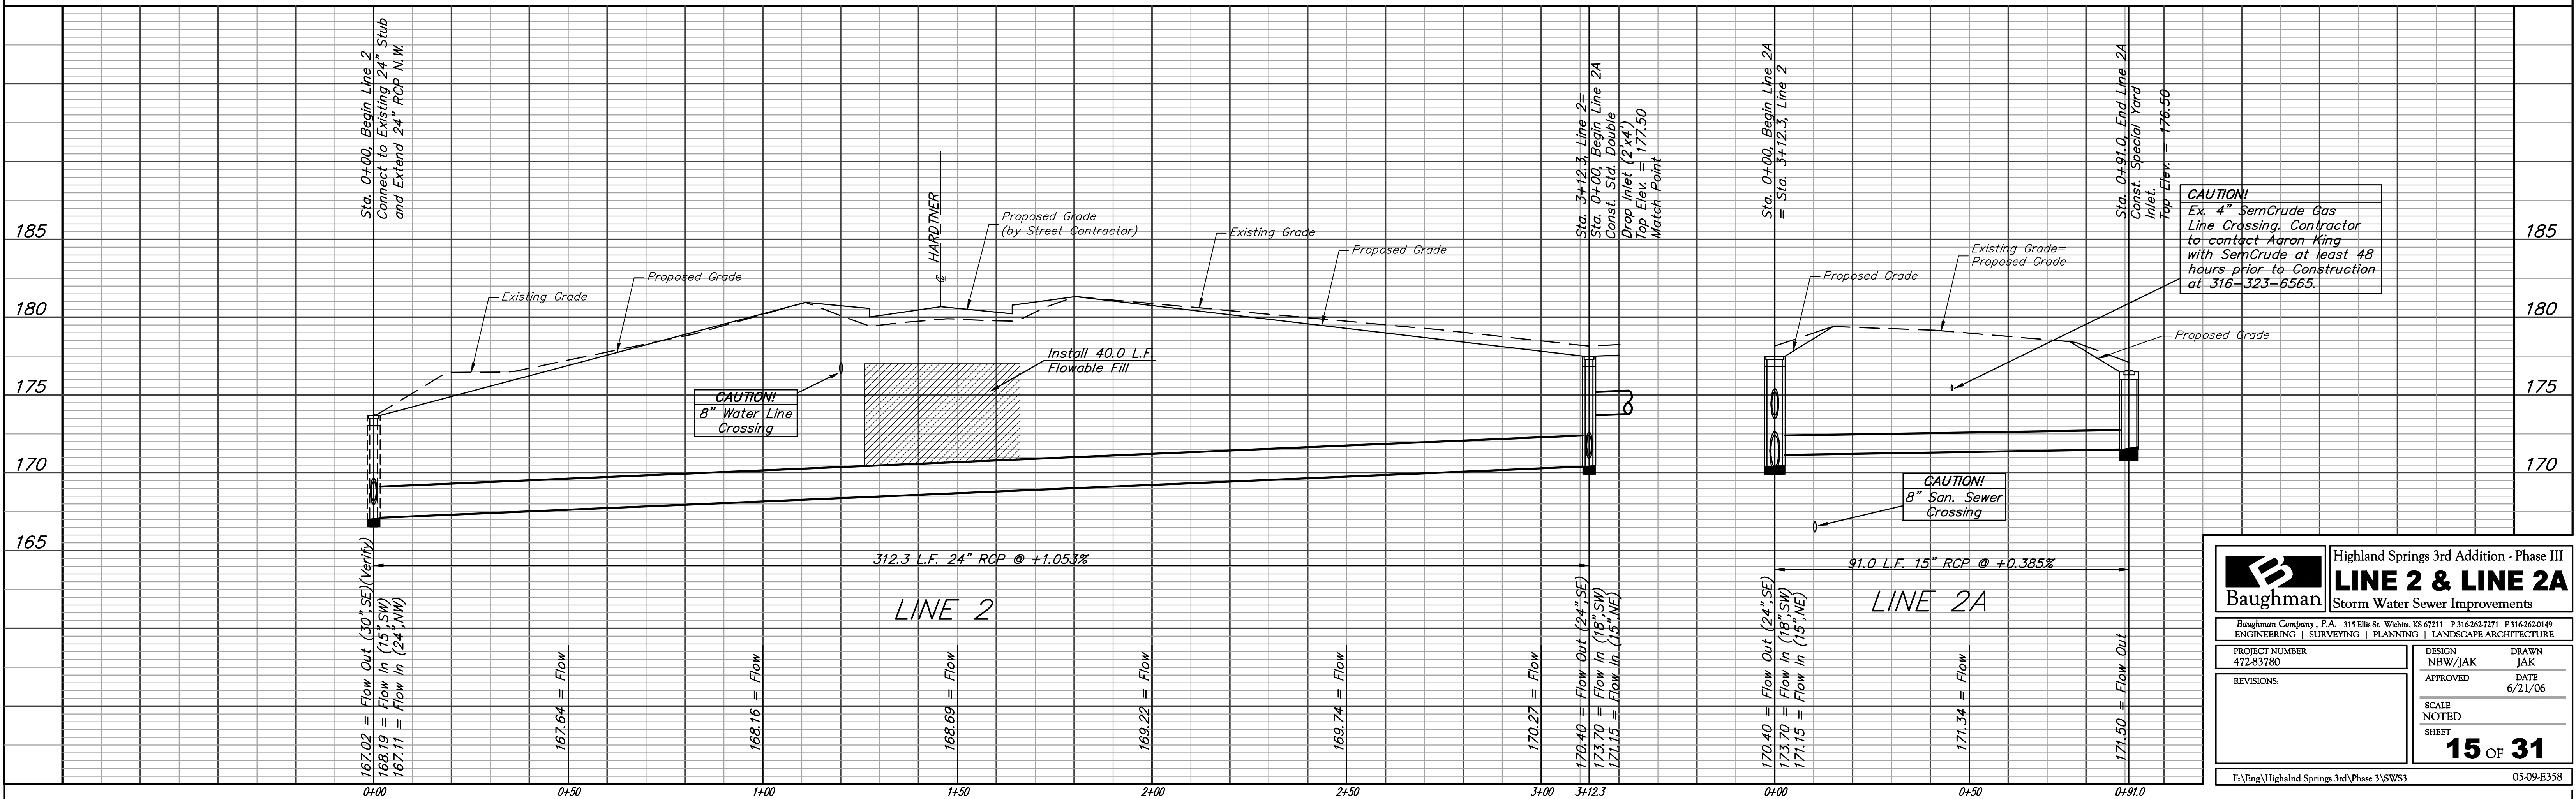 Sta. 0+00, Begin Line 2
Connect to Existing 24" Stub
and Extend 24" RCP N.W.
HARDTNER
℄
Sta. 3+12.3, Line 2=
Sta. 0+00, Begin Line 2A
Const. Std. Double
Drop Inlet (2'x4')
Top Elev. = 177.50
Match Point
Sta. 0+00, Begin Line 2A
= Sta. 3+12.3, Line 2
Sta. 0+91.0, End Line 2A
Const. Special Yard
Inlet.
Top Elev. = 176.50
CAUTION!
Ex. 4" SemCrude Gas
Line Crossing. Contractor
to contact Aaron King
with SemCrude at least 48
hours prior to Construction
at 316-323-6565.
185
180
175
170
165
185
180
175
170
Existing Grade
Proposed Grade
Proposed Grade
(by Street Contractor)
Existing Grade
Proposed Grade
Proposed Grade
Existing Grade=
Proposed Grade
Proposed Grade
Install 40.0 L.F.
Flowable Fill
CAUTION!
8" Water Line
Crossing
CAUTION!
8" San. Sewer
Crossing
312.3 L.F. 24" RCP @ +1.053%
LINE 2
91.0 L.F. 15" RCP @ +0.385%
LINE 2A
167.02 = Flow Out (30",SE)(Verify)
168.19 = Flow In (15",SW)
167.11 = Flow In (24",NW)
167.64 = Flow
168.16 = Flow
168.69 = Flow
169.22 = Flow
169.74 = Flow
170.27 = Flow
170.40 = Flow Out (24",SE)
173.70 = Flow In (18",SW)
171.15 = Flow In (15",NE)
170.40 = Flow Out (24",SE)
173.70 = Flow In (18",SW)
171.15 = Flow In (15",NE)
171.34 = Flow
171.50 = Flow Out
0+00
0+50
1+00
1+50
2+00
2+50
3+00
3+12.3
0+00
0+50
0+91.0
B
Baughman
Highland Springs 3rd Addition - Phase III
LINE 2 & LINE 2A
Storm Water Sewer Improvements
Baughman Company, P.A. 315 Ellis St. Wichita, KS 67211 P 316-262-7271 F 316-262-0149
ENGINEERING | SURVEYING | PLANNING | LANDSCAPE ARCHITECTURE
PROJECT NUMBER
472-83780
REVISIONS:
DESIGN
NBW/JAK
DRAWN
JAK
APPROVED
DATE
6/21/06
SCALE
NOTED
SHEET
15 OF 31
F:\Eng\Highalnd Springs 3rd\Phase 3\SWS3
05-09-E358